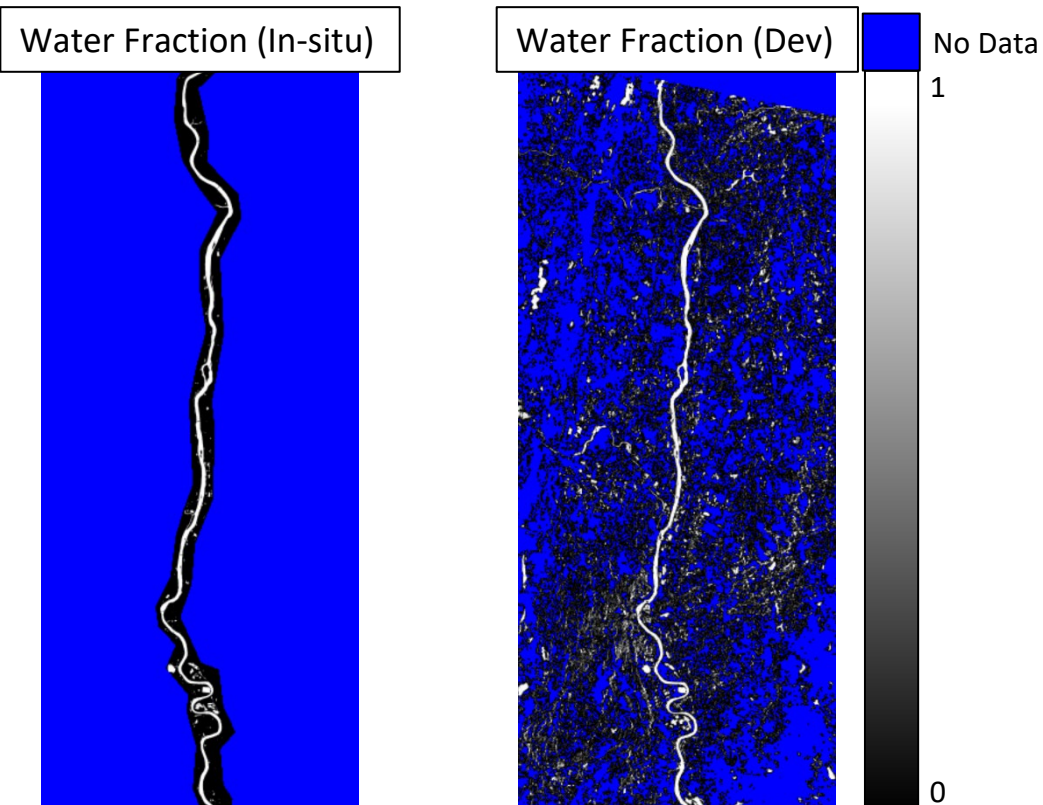 Water Fraction (In-situ)
Water Fraction (Dev)
No Data
1
0